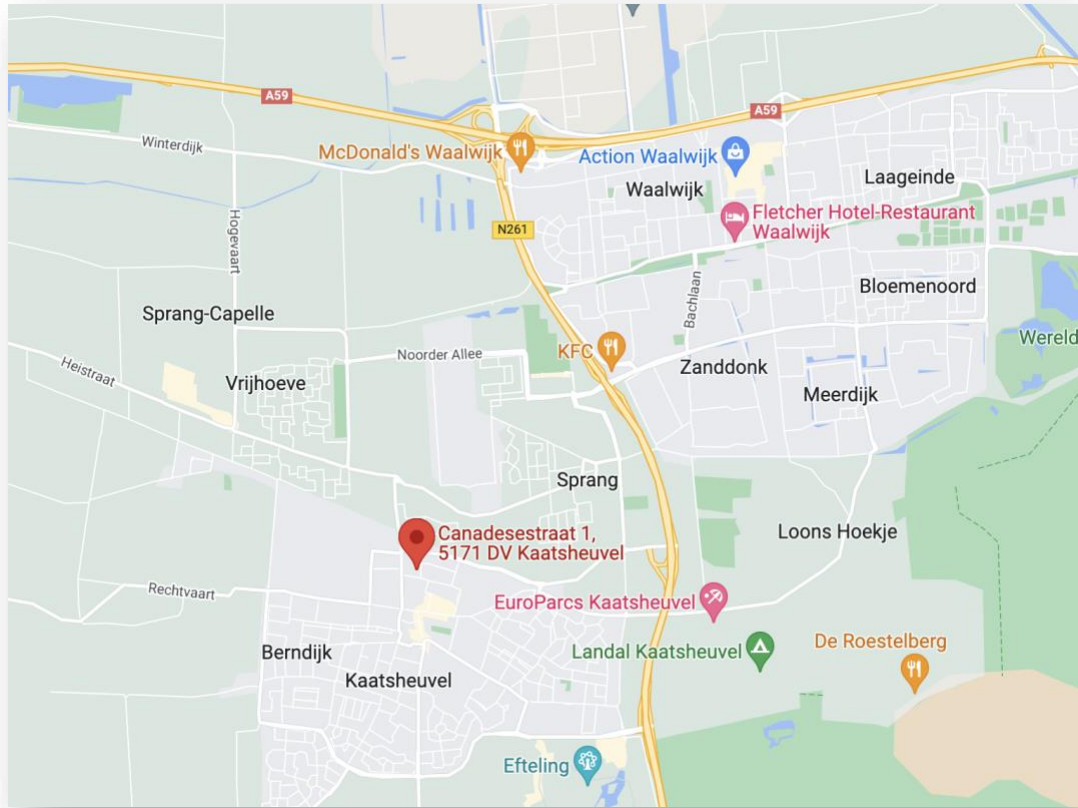 A59
A59
Winterdijk
McDonald's Waalwijk
Action Waalwijk
Waalwijk
Laageinde
Hogevaart
N261
Fletcher Hotel-Restaurant
Waalwijk
Bachlaan
Bloemenoord
Sprang-Capelle
Noorder Allee
KFC
Wereld
Heistraat
Vrijhoeve
Zanddonk
Meerdijk
Sprang
Canadesestraat 1,
5171 DV Kaatsheuvel
Loons Hoekje
Rechtvaart
EuroParcs Kaatsheuvel
Berndijk
Landal Kaatsheuvel
De Roestelberg
Kaatsheuvel
Efteling